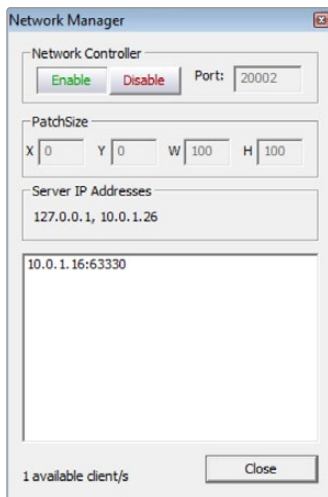 Network Manager
Network Controller
Enable Disable Port: 20002
PatchSize
X 0 Y 0 W 100 H 100
Server IP Addresses
127.0.0.1, 10.0.1.26
10.0.1.16:63330
1 available client/s
Close